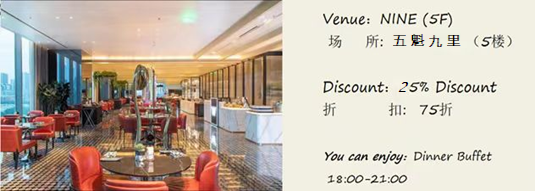 Venue: NINE (5F)
场 所: 五魁九里 (5楼)
Discount: 25% Discount
折 扣: 75折
You can enjoy: Dinner Buffet
18:00-21:00